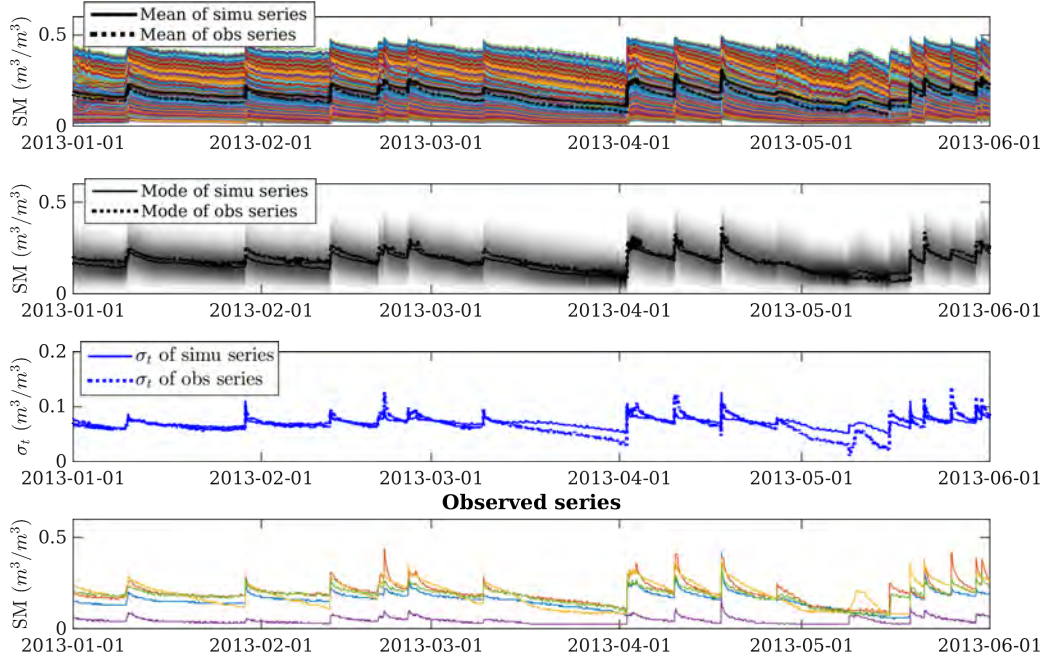 Mean of simu series
Mean of obs series
SM (m³/m³)
0.5
0
2013-01-01 2013-02-01 2013-03-01 2013-04-01 2013-05-01 2013-06-01
Mode of simu series
Mode of obs series
SM (m³/m³)
0.5
0
2013-01-01 2013-02-01 2013-03-01 2013-04-01 2013-05-01 2013-06-01
σₜ of simu series
σₜ of obs series
σₜ (m³/m³)
0.2
0.1
0
2013-01-01 2013-02-01 2013-03-01 2013-04-01 2013-05-01 2013-06-01
Observed series
SM (m³/m³)
0.5
0
2013-01-01 2013-02-01 2013-03-01 2013-04-01 2013-05-01 2013-06-01